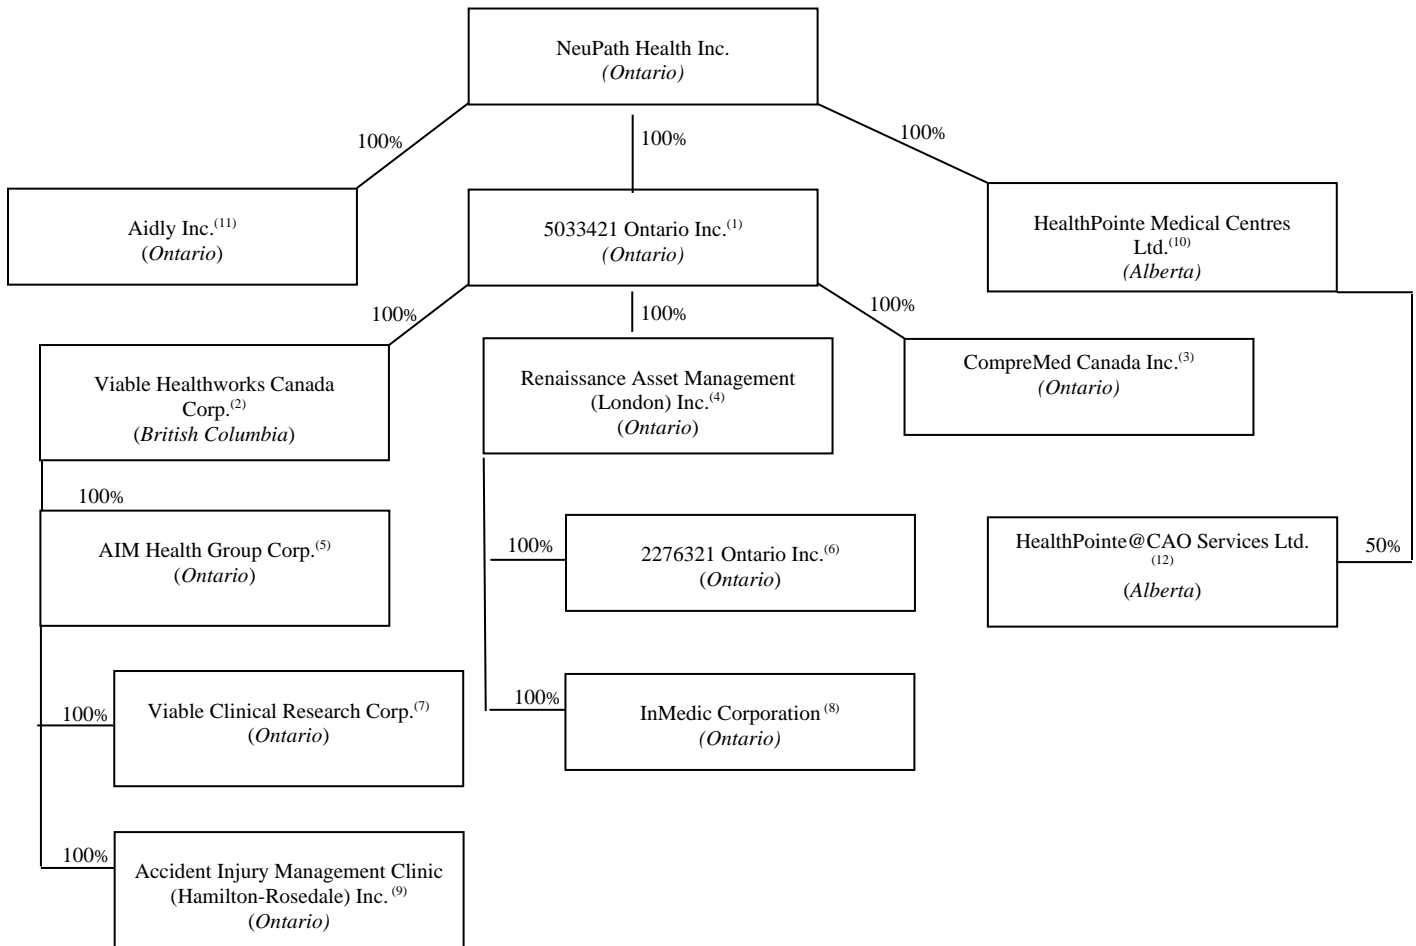 NeuPath Health Inc.
(Ontario)
100%
100%
100%
Aidly Inc.(11)
(Ontario)
5033421 Ontario Inc.(1)
(Ontario)
HealthPointe Medical Centres
Ltd.(10)
(Alberta)
100%
100%
100%
Viable Healthworks Canada
Corp.(2)
(British Columbia)
Renaissance Asset Management
(London) Inc.(4)
(Ontario)
CompreMed Canada Inc.(3)
(Ontario)
100%
AIM Health Group Corp.(5)
(Ontario)
100%
2276321 Ontario Inc.(6)
(Ontario)
HealthPointe@CAO Services Ltd.
(12)
(Alberta)
50%
100%
Viable Clinical Research Corp.(7)
(Ontario)
100%
InMedic Corporation (8)
(Ontario)
100%
Accident Injury Management Clinic
(Hamilton-Rosedale) Inc. (9)
(Ontario)